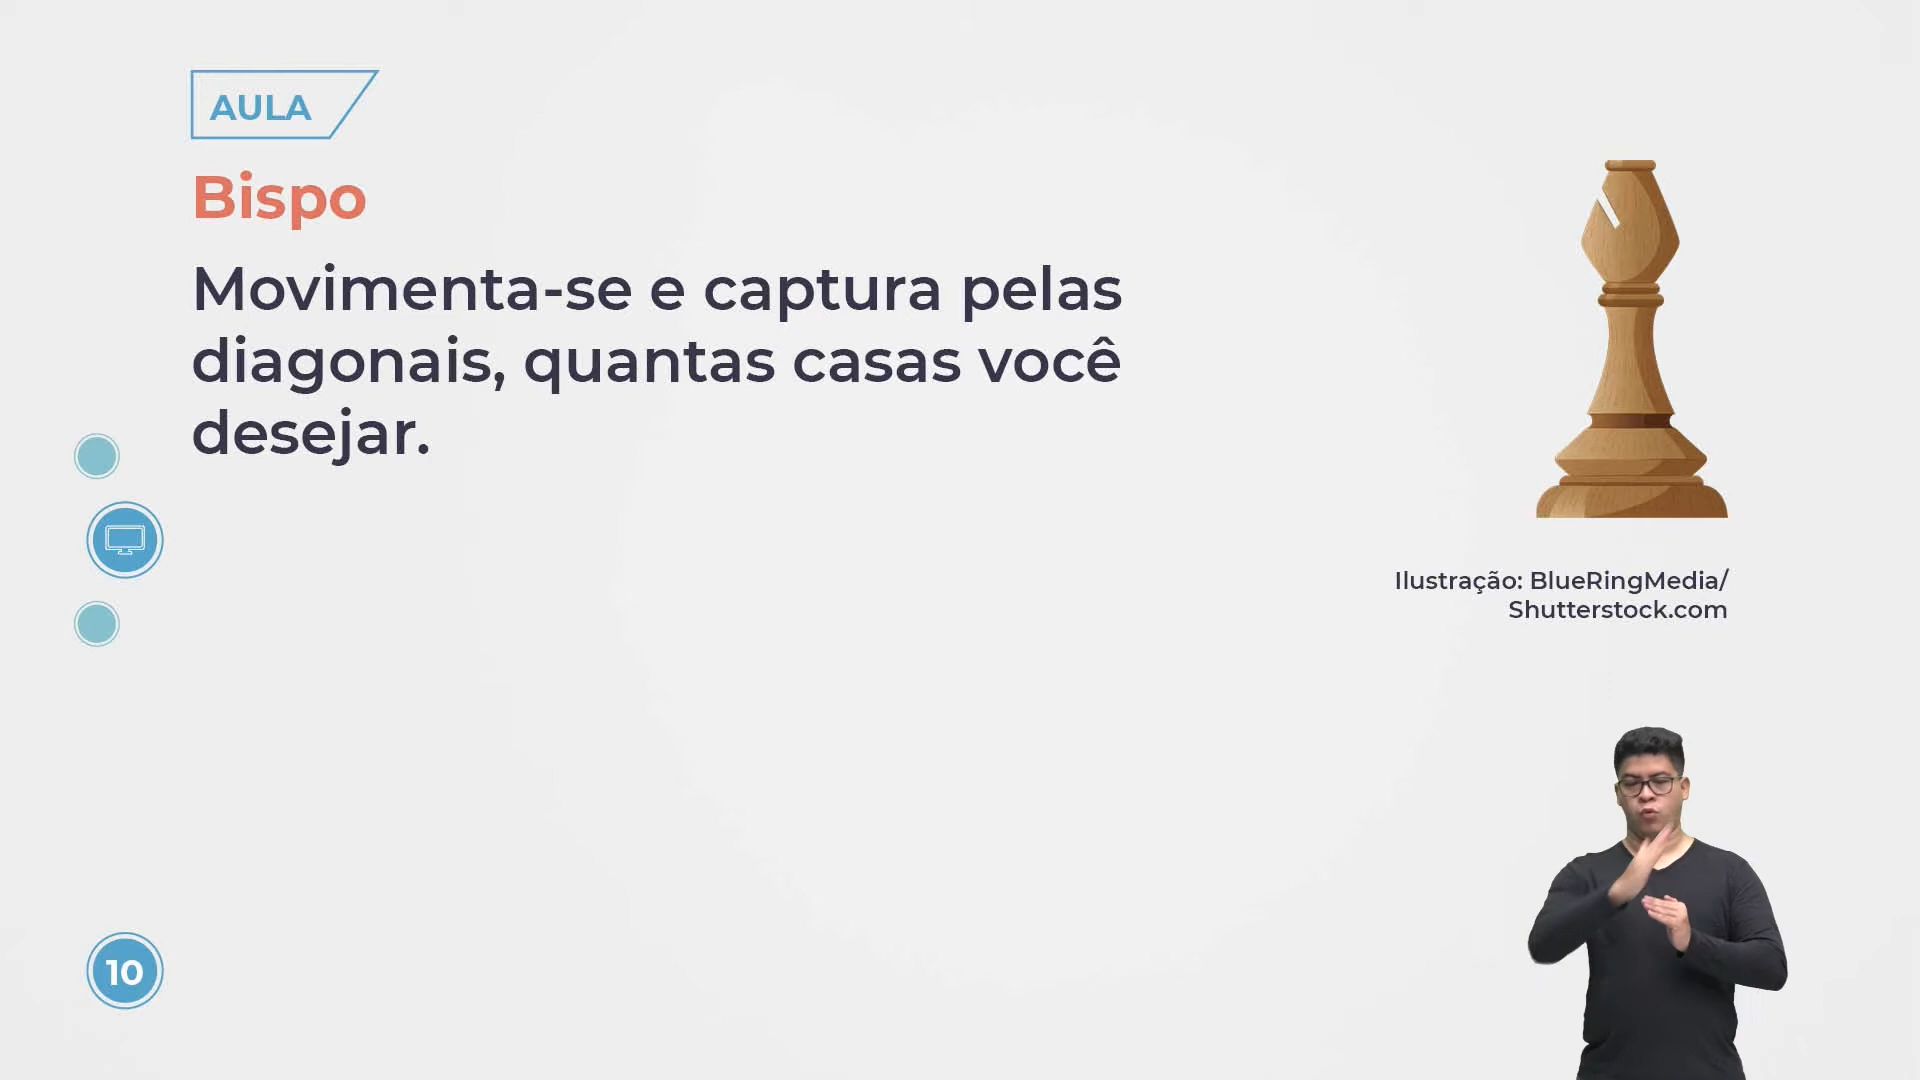 AULA
Bispo
Movimenta-se e captura pelas
diagonais, quantas casas você
desejar.
Ilustração: BlueRingMedia/
Shutterstock.com
10